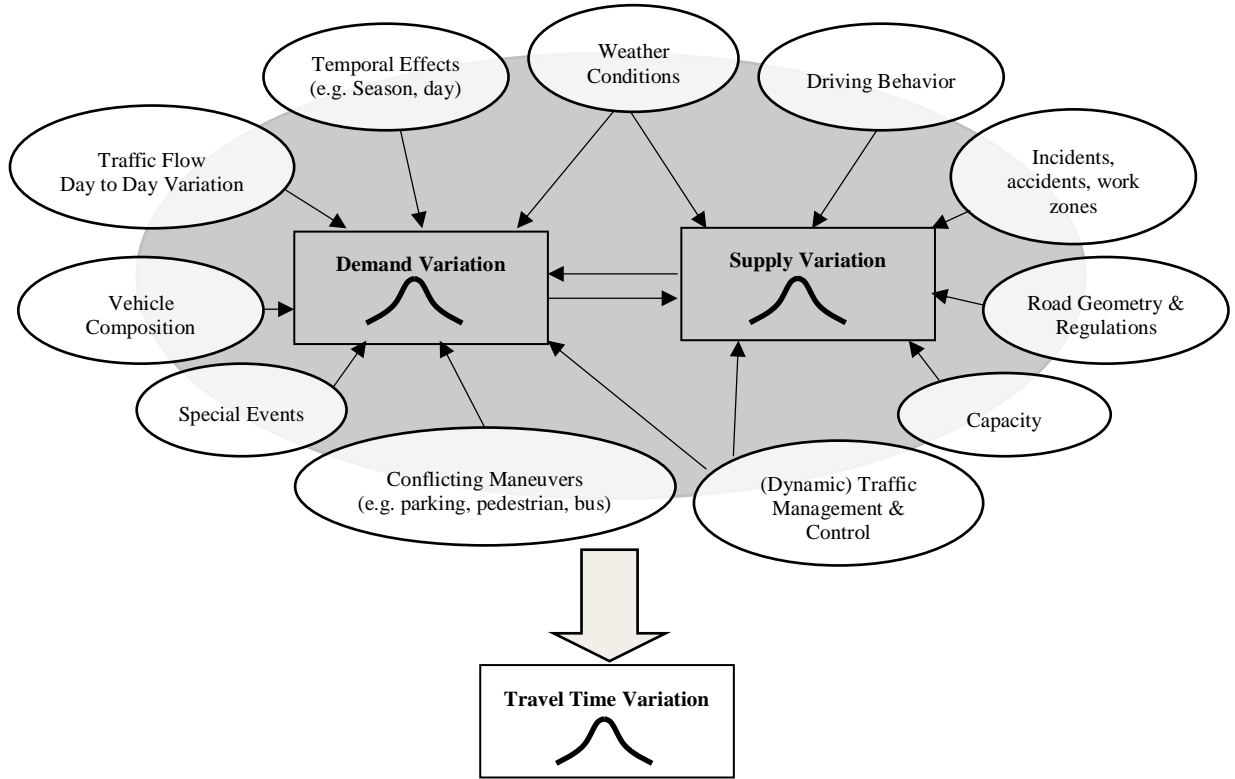 Temporal Effects
(e.g. Season, day)
Weather
Conditions
Driving Behavior
Traffic Flow
Day to Day Variation
Incidents,
accidents, work
zones
Demand Variation
Supply Variation
Vehicle
Composition
Road Geometry &
Regulations
Special Events
Capacity
Conflicting Maneuvers
(e.g. parking, pedestrian, bus)
(Dynamic) Traffic
Management &
Control
Travel Time Variation